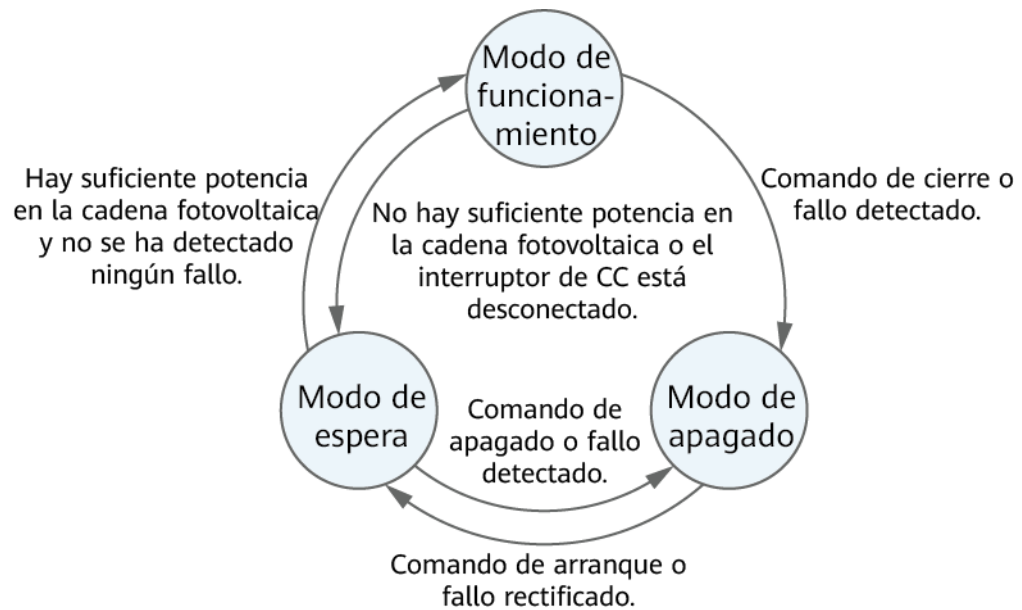 Modo de
funciona-
miento
Hay suficiente potencia
en la cadena fotovoltaica
y no se ha detectado
ningún fallo.
No hay suficiente potencia en
la cadena fotovoltaica o el
interruptor de CC está
desconectado.
Comando de cierre o
fallo detectado.
Modo de
espera
Comando de
apagado o fallo
detectado.
Modo de
apagado
Comando de arranque o
fallo rectificado.